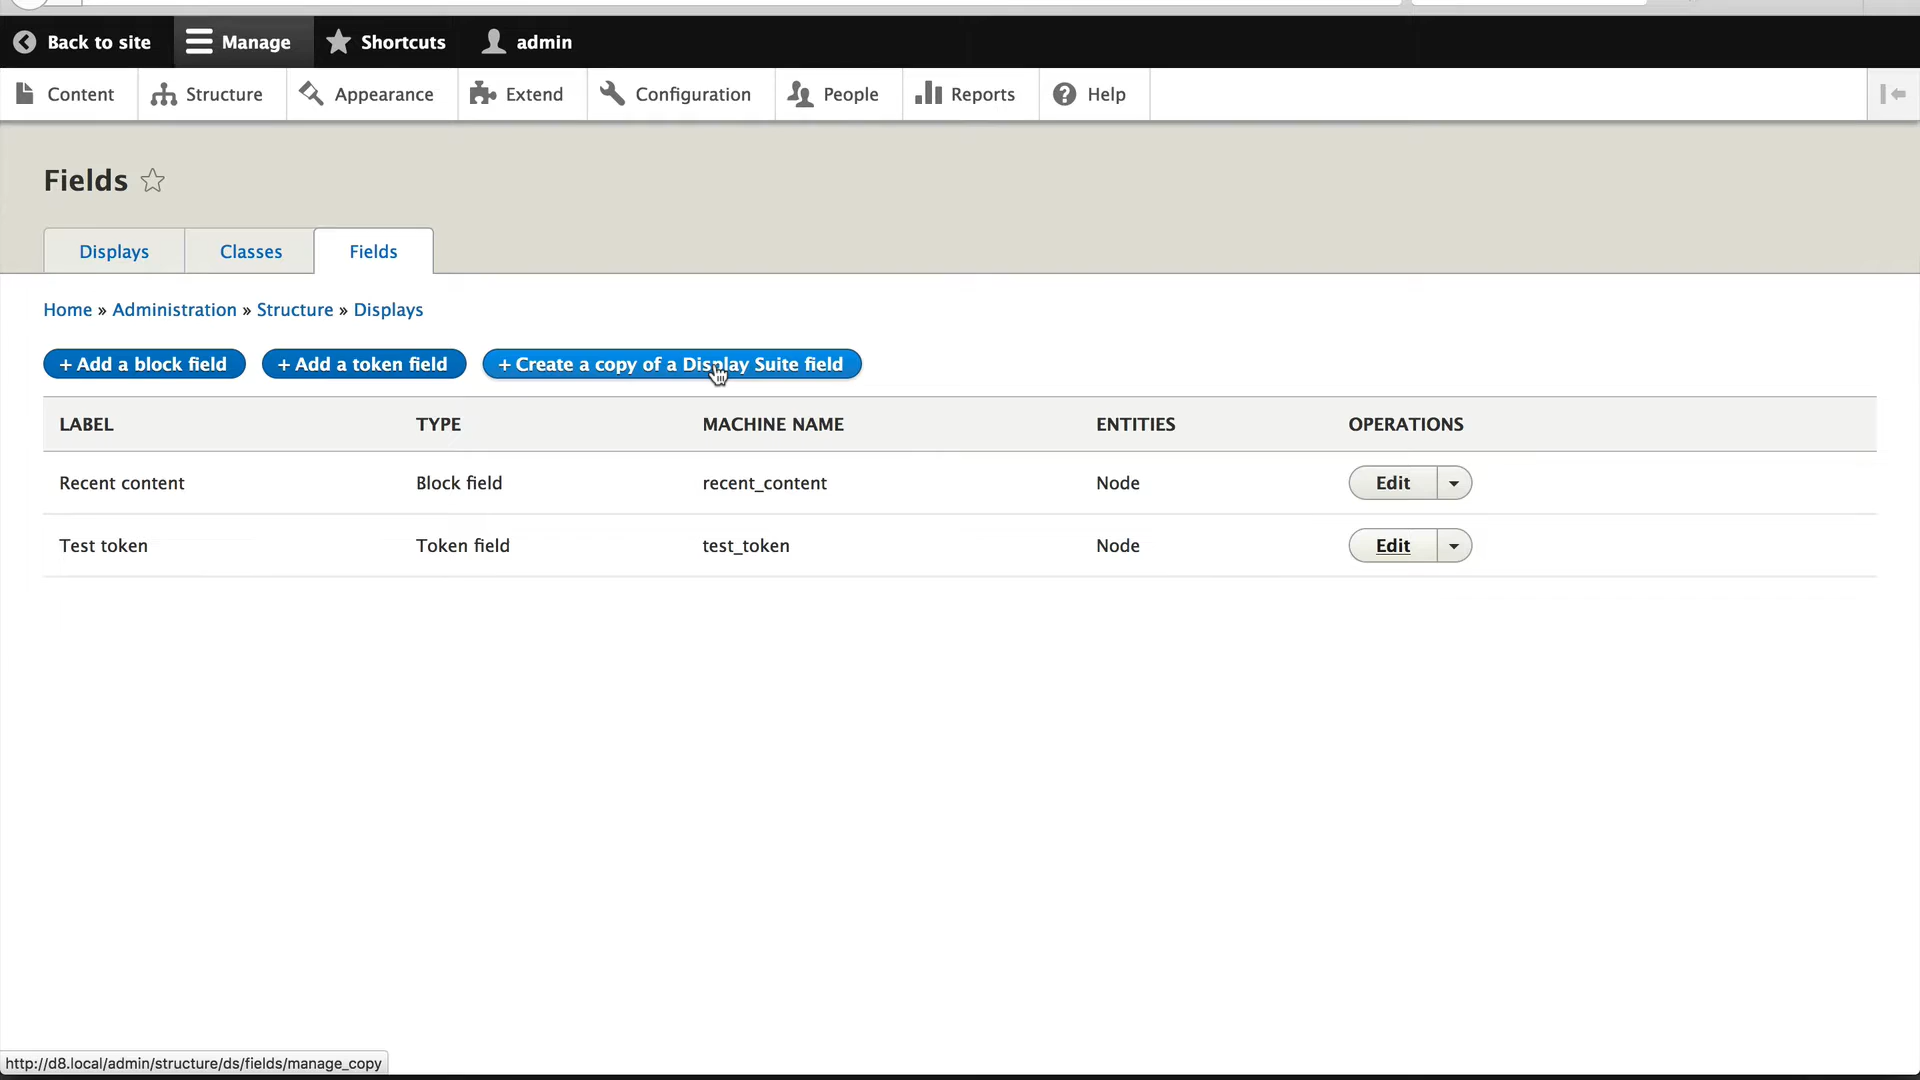 Back to site Manage Shortcuts admin
Content Structure Appearance Extend Configuration People Reports Help
Fields
Displays Classes Fields
Home » Administration » Structure » Displays
+ Add a block field + Add a token field + Create a copy of a Display Suite field
LABEL TYPE MACHINE NAME ENTITIES OPERATIONS
Recent content Block field recent_content Node Edit
Test token Token field test_token Node Edit
http://d8.local/admin/structure/ds/fields/manage_copy